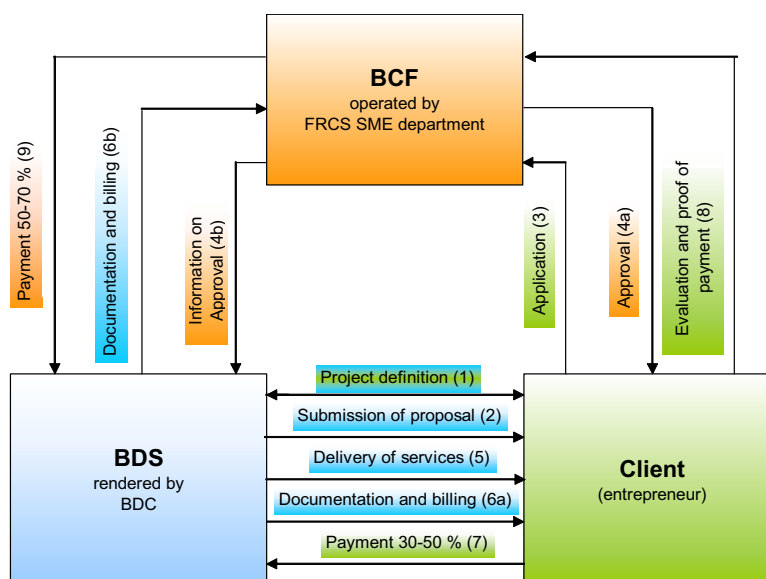 BCF
operated by
FRCS SME department
Payment 50-70 % (9)
Documentation and billing (6b)
Information on
Approval (4b)
Application (3)
Approval (4a)
Evaluation and proof of
payment (8)
Project definition (1)
Submission of proposal (2)
Delivery of services (5)
Documentation and billing (6a)
Payment 30-50 % (7)
BDS
rendered by
BDC
Client
(entrepreneur)